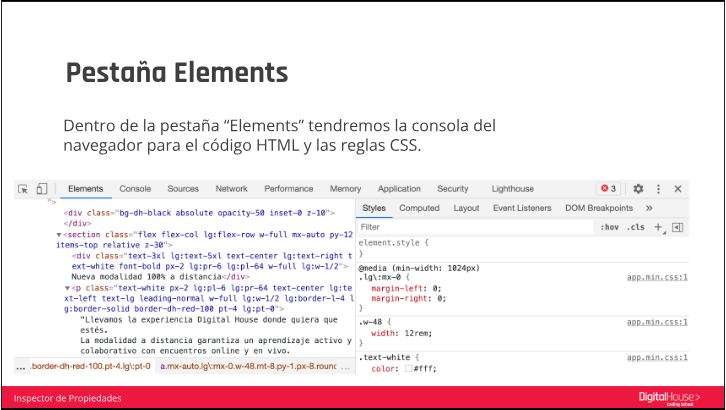 Pestaña Elements
Dentro de la pestaña “Elements” tendremos la consola del
navegador para el código HTML y las reglas CSS.
Elements Console Sources Network Performance Memory Application Security Lighthouse 3
">
<div class="bg-dh-black absolute opacity-50 inset-0 z-10">
</div>
▼<section class="flex flex-col lg:flex-row w-full mx-auto py-12
items-top relative z-30">
<div class="text-3xl lg:text-5xl text-center lg:text-right t
ext-white font-bold px-2 lg:pr-6 lg:pl-64 w-full lg:w-1/2">
Nueva modalidad 100% a distancia</div>
▼<p class="text-white px-2 lg:pl-6 lg:pr-64 text-center lg:te
xt-left text-lg leading-normal w-full lg:w-1/2 lg:border-l-4 l
g:border-solid border-dh-red-100 pt-4 lg:pt-0">
"Llevamos la experiencia Digital House donde quiera que
estés.
La modalidad a distancia garantiza un aprendizaje activo y
colaborativo con encuentros online y en vivo.
... .border-dh-red-100.pt-4.lg\:pt-0 a.mx-auto.lg\:mx-0.w-48.mt-8.py-1.px-8.round ...
Styles Computed Layout Event Listeners DOM Breakpoints »
Filter :hov .cls +
element.style {
}
@media (min-width: 1024px)
.lg\:mx-0 { app.min.css:1
margin-left: 0;
margin-right: 0;
}
.w-48 { app.min.css:1
width: 12rem;
}
.text-white { app.min.css:1
color: #fff;
Inspector de Propiedades
DigitalHouse>
Coding School